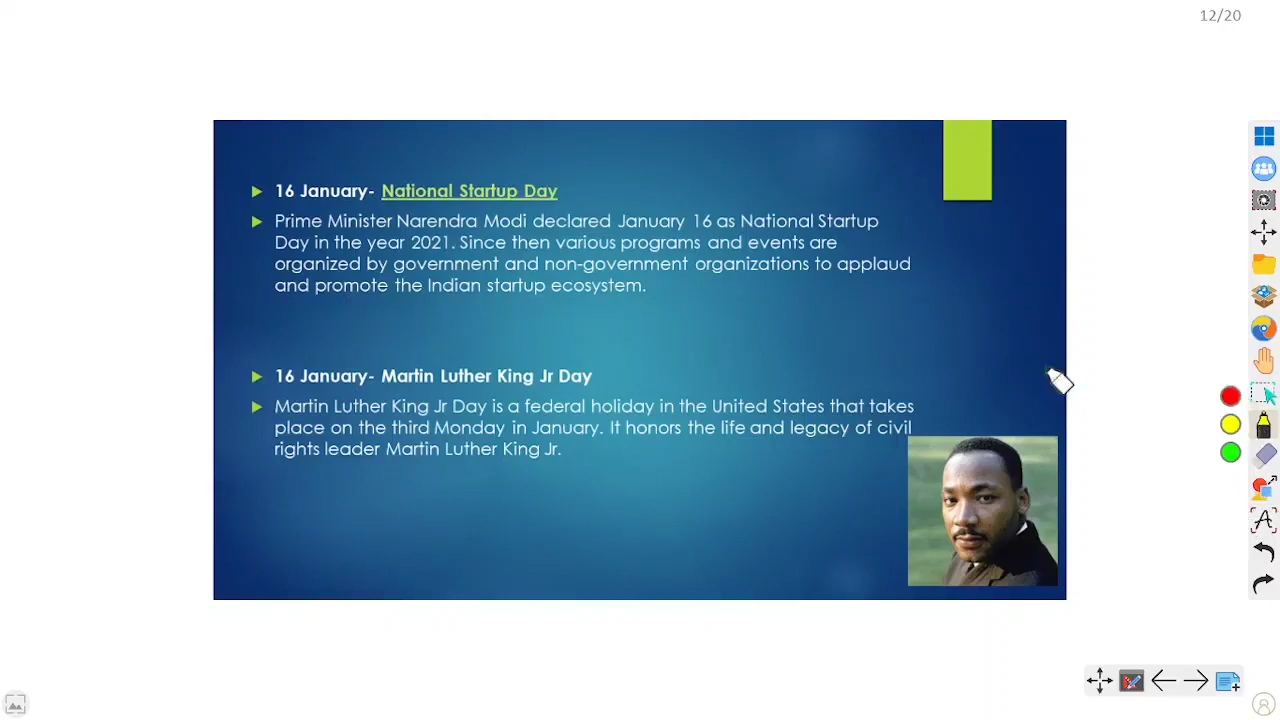 12/20
16 January- National Startup Day
Prime Minister Narendra Modi declared January 16 as National Startup
Day in the year 2021. Since then various programs and events are
organized by government and non-government organizations to applaud
and promote the Indian startup ecosystem.
16 January- Martin Luther King Jr Day
Martin Luther King Jr Day is a federal holiday in the United States that takes
place on the third Monday in January. It honors the life and legacy of civil
rights leader Martin Luther King Jr.